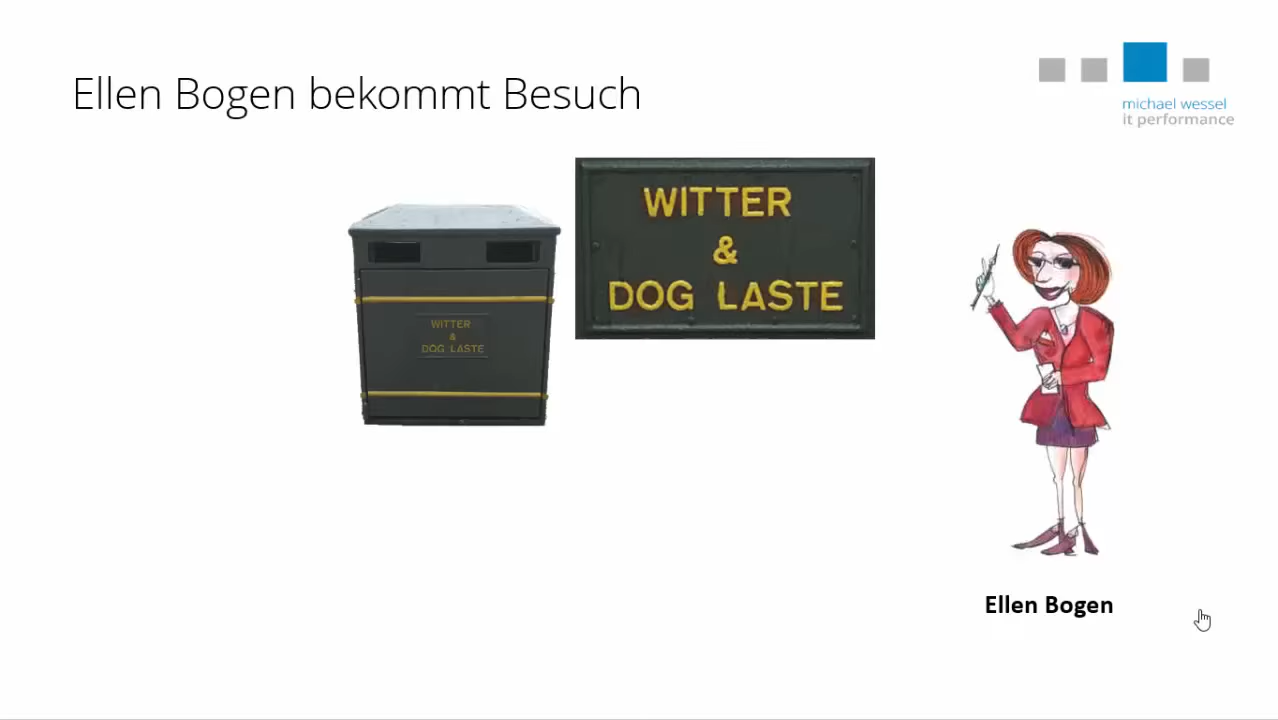 Ellen Bogen bekommt Besuch
michael wessel
it performance
WITTER
&
DOG LASTE
WITTER
&
DOG LASTE
Ellen Bogen